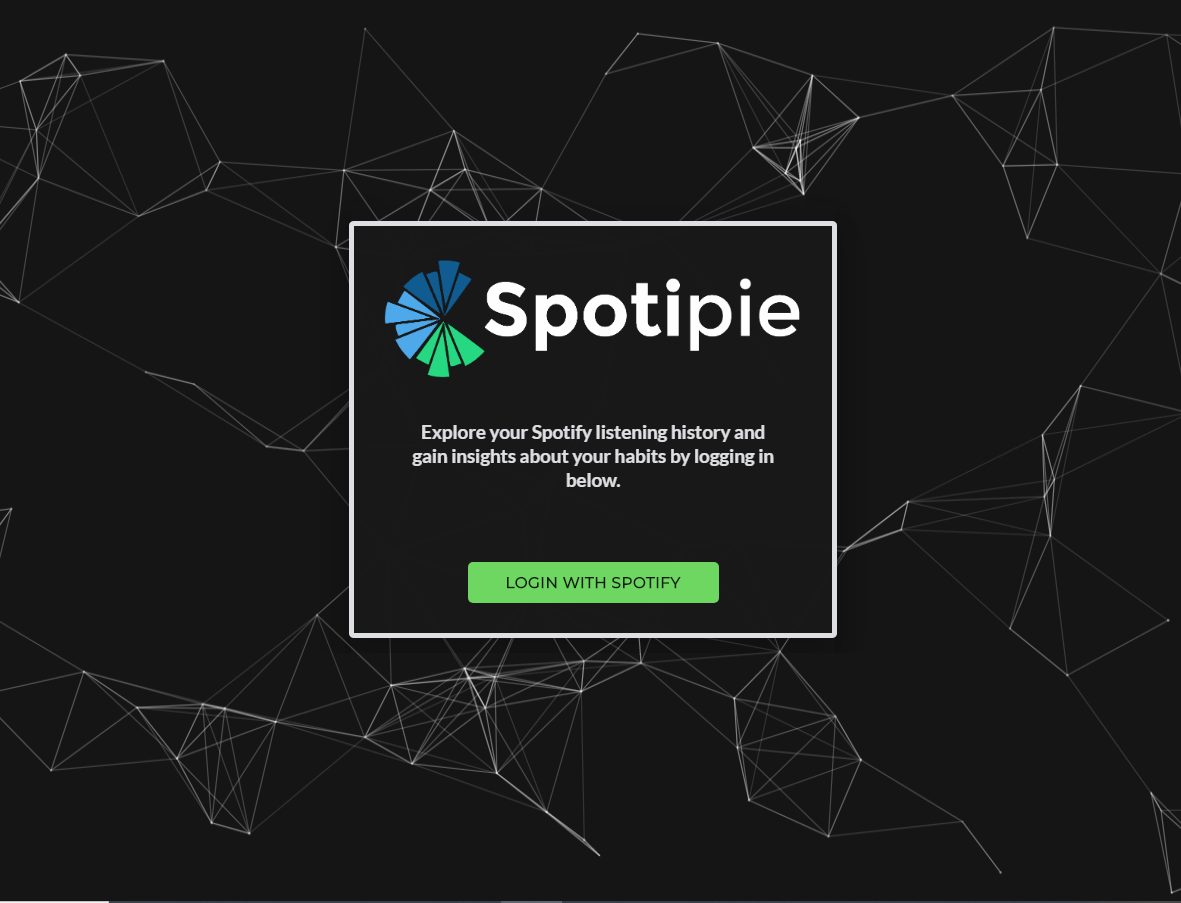 Spotipie
Explore your Spotify listening history and
gain insights about your habits by logging in
below.
LOGIN WITH SPOTIFY